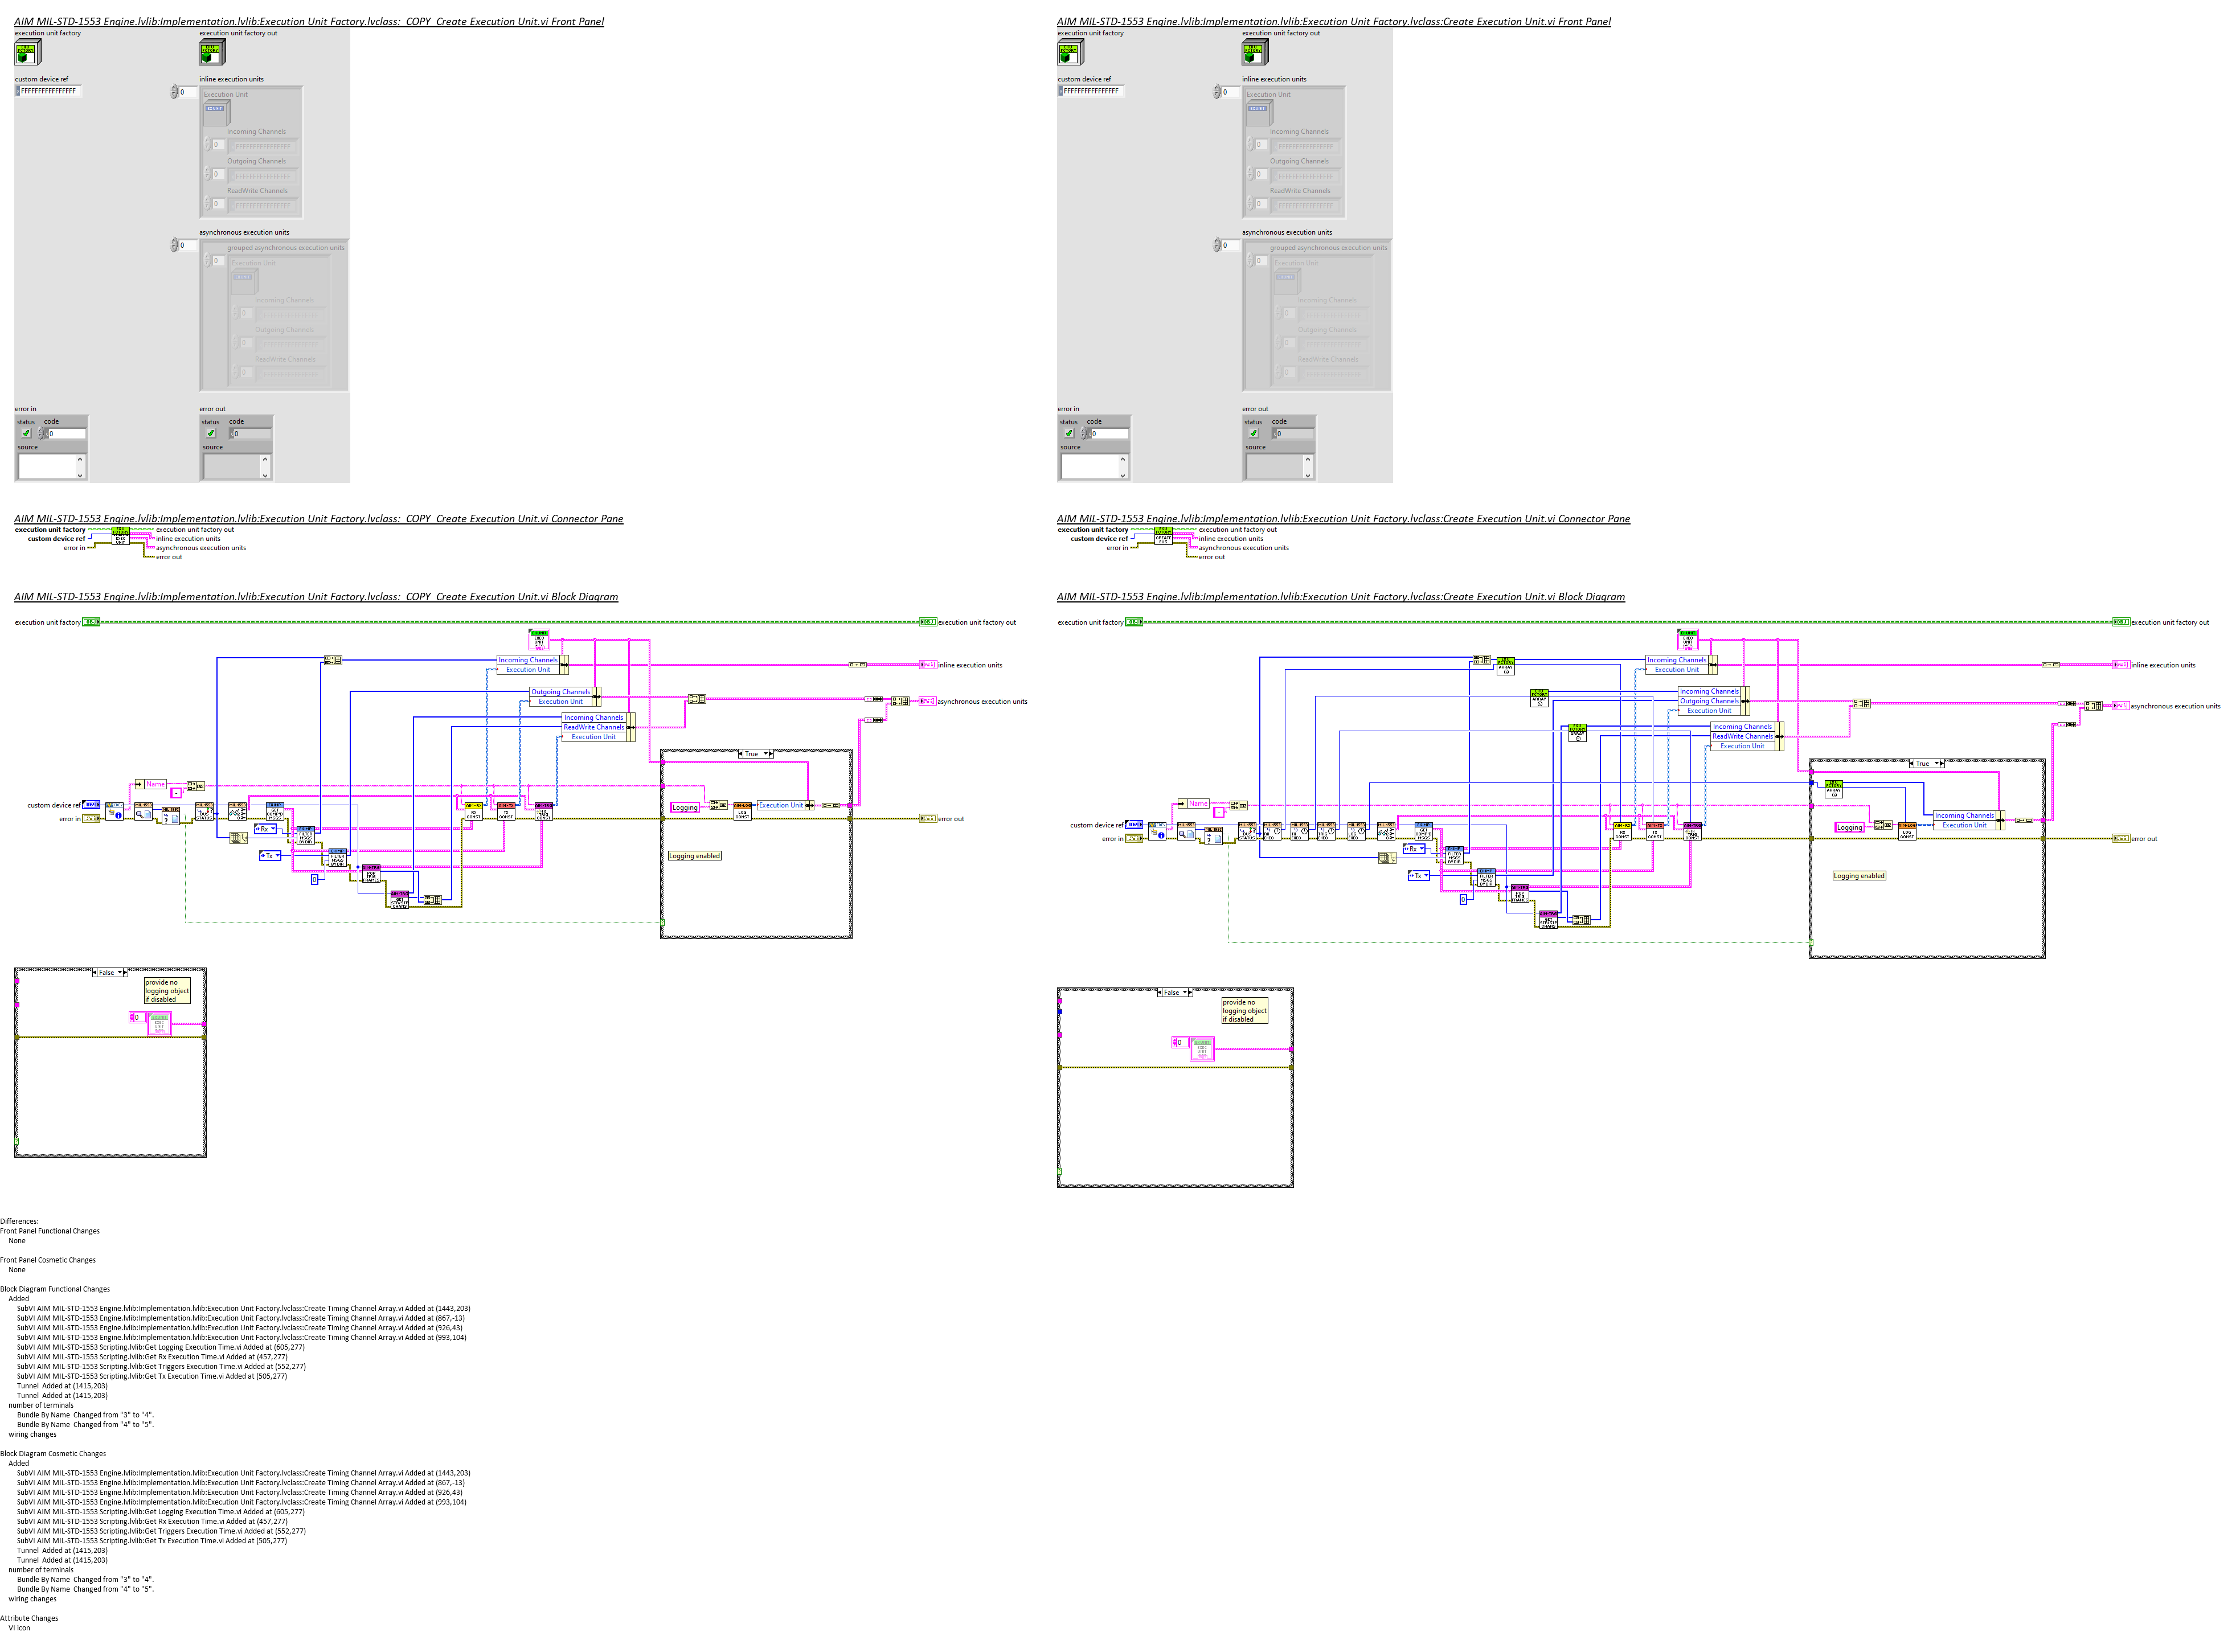 AIM MIL-STD-1553 Engine.lvlib:Implementation.lvlib:Execution Unit Factory.lvclass:_COPY_Create Execution Unit.vi Front Panel
execution unit factory
execution unit factory out
custom device ref
FFFFFFFFFFFFFFFF
inline execution units
0
Execution Unit
Incoming Channels
0
FFFFFFFFFFFFFFFF
Outgoing Channels
0
FFFFFFFFFFFFFFFF
ReadWrite Channels
0
FFFFFFFFFFFFFFFF
asynchronous execution units
0
grouped asynchronous execution units
0
Execution Unit
Incoming Channels
0
FFFFFFFFFFFFFFFF
Outgoing Channels
0
FFFFFFFFFFFFFFFF
ReadWrite Channels
0
FFFFFFFFFFFFFFFF
error in
status code
0
source
error out
status code
0
source
AIM MIL-STD-1553 Engine.lvlib:Implementation.lvlib:Execution Unit Factory.lvclass:Create Execution Unit.vi Front Panel
execution unit factory
execution unit factory out
custom device ref
FFFFFFFFFFFFFFFF
inline execution units
0
Execution Unit
Incoming Channels
0
FFFFFFFFFFFFFFFF
Outgoing Channels
0
FFFFFFFFFFFFFFFF
ReadWrite Channels
0
FFFFFFFFFFFFFFFF
asynchronous execution units
0
grouped asynchronous execution units
0
Execution Unit
Incoming Channels
0
FFFFFFFFFFFFFFFF
Outgoing Channels
0
FFFFFFFFFFFFFFFF
ReadWrite Channels
0
FFFFFFFFFFFFFFFF
error in
status code
0
source
error out
status code
0
source
AIM MIL-STD-1553 Engine.lvlib:Implementation.lvlib:Execution Unit Factory.lvclass:_COPY_Create Execution Unit.vi Connector Pane
execution unit factory
custom device ref
error in
execution unit factory out
inline execution units
asynchronous execution units
error out
AIM MIL-STD-1553 Engine.lvlib:Implementation.lvlib:Execution Unit Factory.lvclass:Create Execution Unit.vi Connector Pane
execution unit factory
custom device ref
error in
execution unit factory out
inline execution units
asynchronous execution units
error out
AIM MIL-STD-1553 Engine.lvlib:Implementation.lvlib:Execution Unit Factory.lvclass:_COPY_Create Execution Unit.vi Block Diagram
execution unit factory
execution unit factory out
Incoming Channels
Execution Unit
inline execution units
Outgoing Channels
Execution Unit
asynchronous execution units
Incoming Channels
ReadWrite Channels
Execution Unit
True
Name
-
custom device ref
error in
Rx
Tx
0
Logging
Execution Unit
error out
Logging enabled
False
provide no
logging object
if disabled
0
AIM MIL-STD-1553 Engine.lvlib:Implementation.lvlib:Execution Unit Factory.lvclass:Create Execution Unit.vi Block Diagram
execution unit factory
execution unit factory out
Incoming Channels
Execution Unit
inline execution units
Incoming Channels
Outgoing Channels
Execution Unit
asynchronous execution units
Incoming Channels
ReadWrite Channels
Execution Unit
True
Name
-
custom device ref
error in
Rx
Tx
0
Logging
Incoming Channels
Execution Unit
error out
Logging enabled
False
provide no
logging object
if disabled
0
Differences:
Front Panel Functional Changes
None
Front Panel Cosmetic Changes
None
Block Diagram Functional Changes
Added
SubVI AIM MIL-STD-1553 Engine.lvlib:Implementation.lvlib:Execution Unit Factory.lvclass:Create Timing Channel Array.vi Added at (1443,203)
SubVI AIM MIL-STD-1553 Engine.lvlib:Implementation.lvlib:Execution Unit Factory.lvclass:Create Timing Channel Array.vi Added at (867,-13)
SubVI AIM MIL-STD-1553 Engine.lvlib:Implementation.lvlib:Execution Unit Factory.lvclass:Create Timing Channel Array.vi Added at (926,43)
SubVI AIM MIL-STD-1553 Engine.lvlib:Implementation.lvlib:Execution Unit Factory.lvclass:Create Timing Channel Array.vi Added at (993,104)
SubVI AIM MIL-STD-1553 Scripting.lvlib:Get Logging Execution Time.vi Added at (605,277)
SubVI AIM MIL-STD-1553 Scripting.lvlib:Get Rx Execution Time.vi Added at (457,277)
SubVI AIM MIL-STD-1553 Scripting.lvlib:Get Triggers Execution Time.vi Added at (552,277)
SubVI AIM MIL-STD-1553 Scripting.lvlib:Get Tx Execution Time.vi Added at (505,277)
Tunnel Added at (1415,203)
Tunnel Added at (1415,203)
number of terminals
Bundle By Name Changed from "3" to "4".
Bundle By Name Changed from "4" to "5".
wiring changes
Block Diagram Cosmetic Changes
Added
SubVI AIM MIL-STD-1553 Engine.lvlib:Implementation.lvlib:Execution Unit Factory.lvclass:Create Timing Channel Array.vi Added at (1443,203)
SubVI AIM MIL-STD-1553 Engine.lvlib:Implementation.lvlib:Execution Unit Factory.lvclass:Create Timing Channel Array.vi Added at (867,-13)
SubVI AIM MIL-STD-1553 Engine.lvlib:Implementation.lvlib:Execution Unit Factory.lvclass:Create Timing Channel Array.vi Added at (926,43)
SubVI AIM MIL-STD-1553 Engine.lvlib:Implementation.lvlib:Execution Unit Factory.lvclass:Create Timing Channel Array.vi Added at (993,104)
SubVI AIM MIL-STD-1553 Scripting.lvlib:Get Logging Execution Time.vi Added at (605,277)
SubVI AIM MIL-STD-1553 Scripting.lvlib:Get Rx Execution Time.vi Added at (457,277)
SubVI AIM MIL-STD-1553 Scripting.lvlib:Get Triggers Execution Time.vi Added at (552,277)
SubVI AIM MIL-STD-1553 Scripting.lvlib:Get Tx Execution Time.vi Added at (505,277)
Tunnel Added at (1415,203)
Tunnel Added at (1415,203)
number of terminals
Bundle By Name Changed from "3" to "4".
Bundle By Name Changed from "4" to "5".
wiring changes
Attribute Changes
VI icon